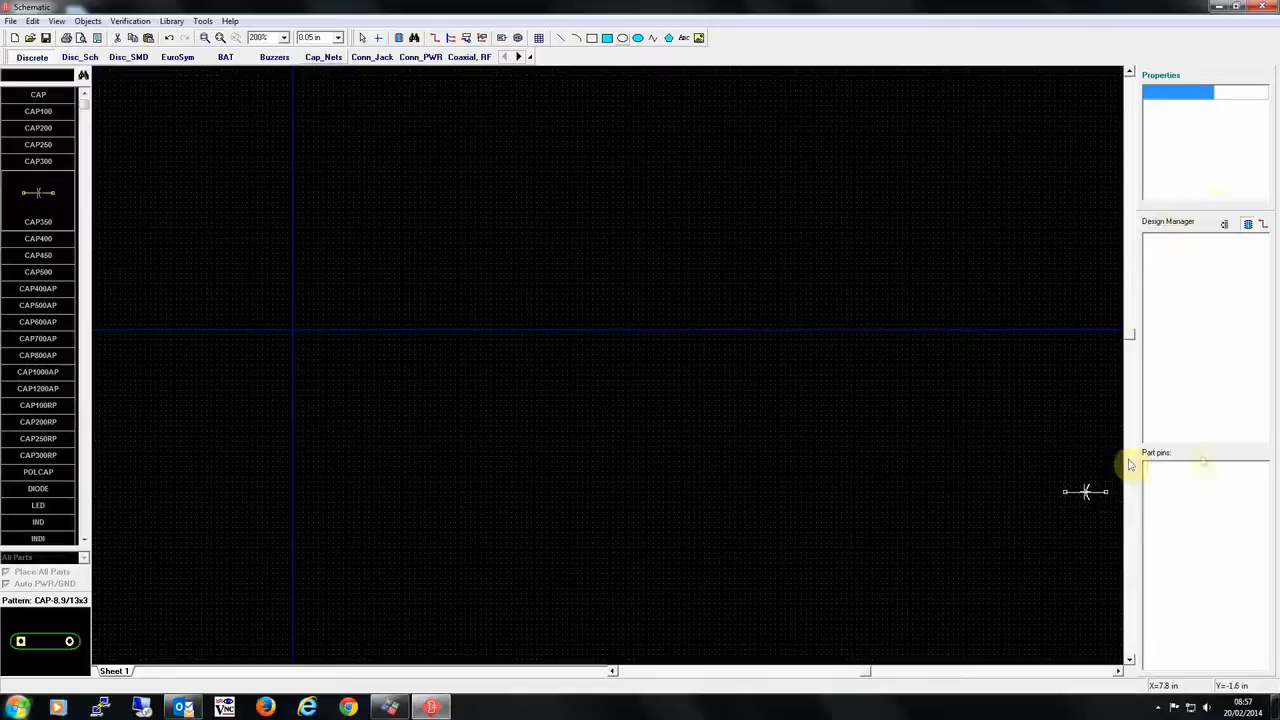 Schematic
File Edit View Objects Verification Library Tools Help
200% 0.05 in Abc
Discrete Disc_Sch Disc_SMD EuroSym BAT Buzzers Cap_Nets Conn_Jack Conn_PWR Coaxial, RF
Properties
CAP
CAP100
CAP200
CAP250
CAP300
CAP350
CAP400
CAP450
CAP500
CAP400AP
CAP500AP
CAP600AP
CAP700AP
CAP800AP
CAP1000AP
CAP1200AP
CAP100RP
CAP200RP
CAP250RP
CAP300RP
POLCAP
DIODE
LED
IND
INDI
Design Manager
Part pins:
All Parts
Place All Parts
Auto PWR/GND
Pattern: CAP-8.9/13x3
Sheet 1
X=7.8 in Y=-1.6 in
VNC
08:57
20/02/2014